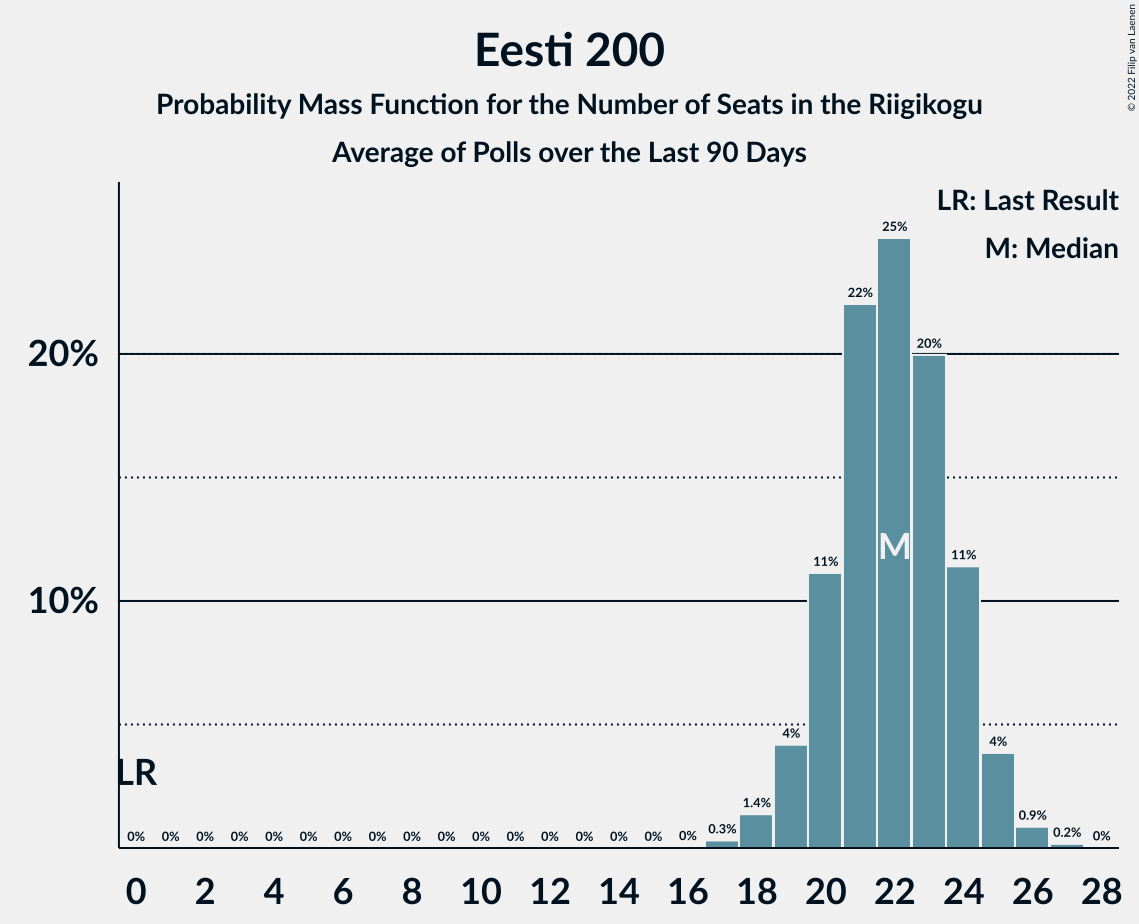 Eesti 200
Probability Mass Function for the Number of Seats in the Riigikogu
Average of Polls over the Last 90 Days
© 2022 Filip van Laenen
LR: Last Result
M: Median
25%
22%
20%
20%
11%
11%
M
10%
4%
4%
LR
1.4%
0.9%
0.3%
0.2%
0% 0% 0% 0% 0% 0% 0% 0% 0% 0% 0% 0% 0% 0% 0% 0% 0% 0%
0 2 4 6 8 10 12 14 16 18 20 22 24 26 28